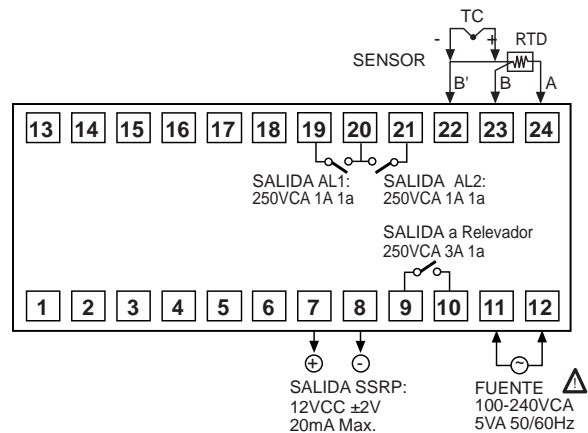 TC
- +
RTD
SENSOR
B' B A
13 14 15 16 17 18 19 20 21 22 23 24
SALIDA AL1:
250VCA 1A 1a
SALIDA AL2:
250VCA 1A 1a
SALIDA a Relevador
250VCA 3A 1a
1 2 3 4 5 6 7 8 9 10 11 12
+ -
SALIDA SSRP:
12VCC ±2V
20mA Max.
~
FUENTE !
100-240VCA
5VA 50/60Hz